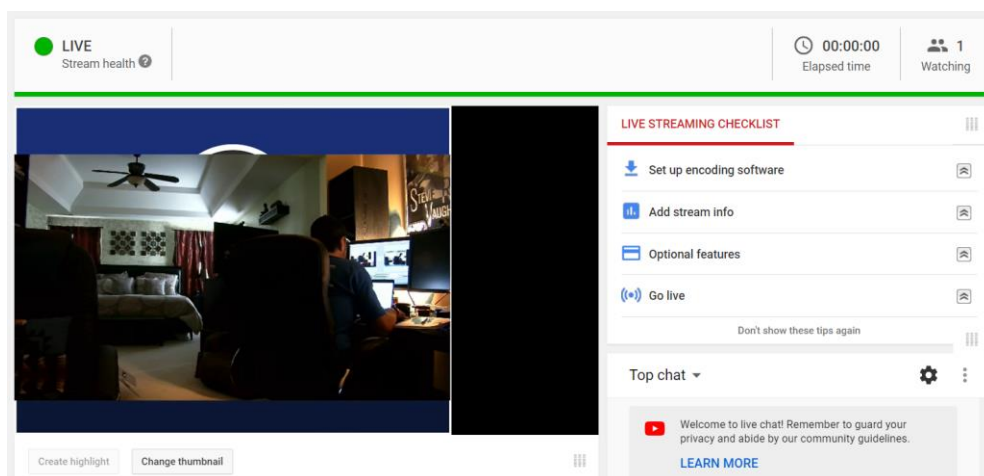 LIVE
Stream health
00:00:00
Elapsed time
1
Watching
LIVE STREAMING CHECKLIST
Set up encoding software
Add stream info
Optional features
Go live
Don't show these tips again
Top chat
Welcome to live chat! Remember to guard your
privacy and abide by our community guidelines.
LEARN MORE
Create highlight
Change thumbnail